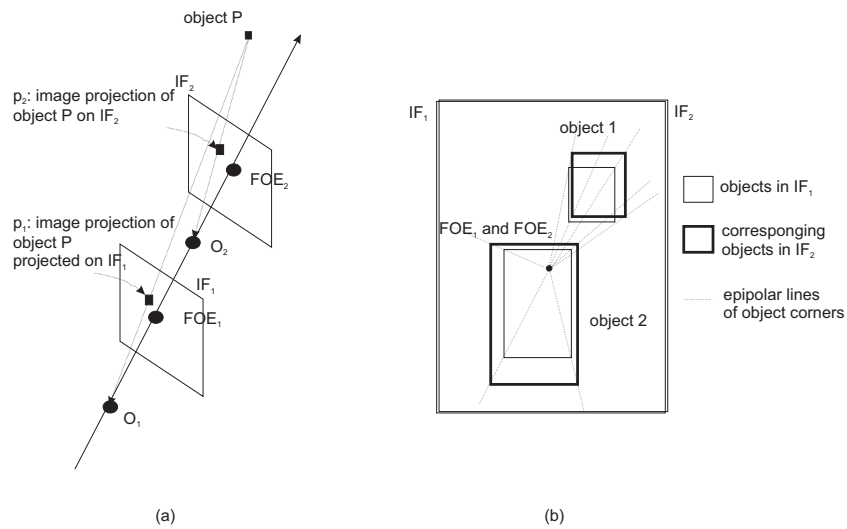 object P
IF₂
p₂: image projection of
object P on IF₂
FOE₂
p₁: image projection of
object P
projected on IF₁
O₂
IF₁
FOE₁
O₁
(a)
IF₁
IF₂
object 1
FOE₁ and FOE₂
object 2
objects in IF₁
corresponging
objects in IF₂
epipolar lines
of object corners
(b)